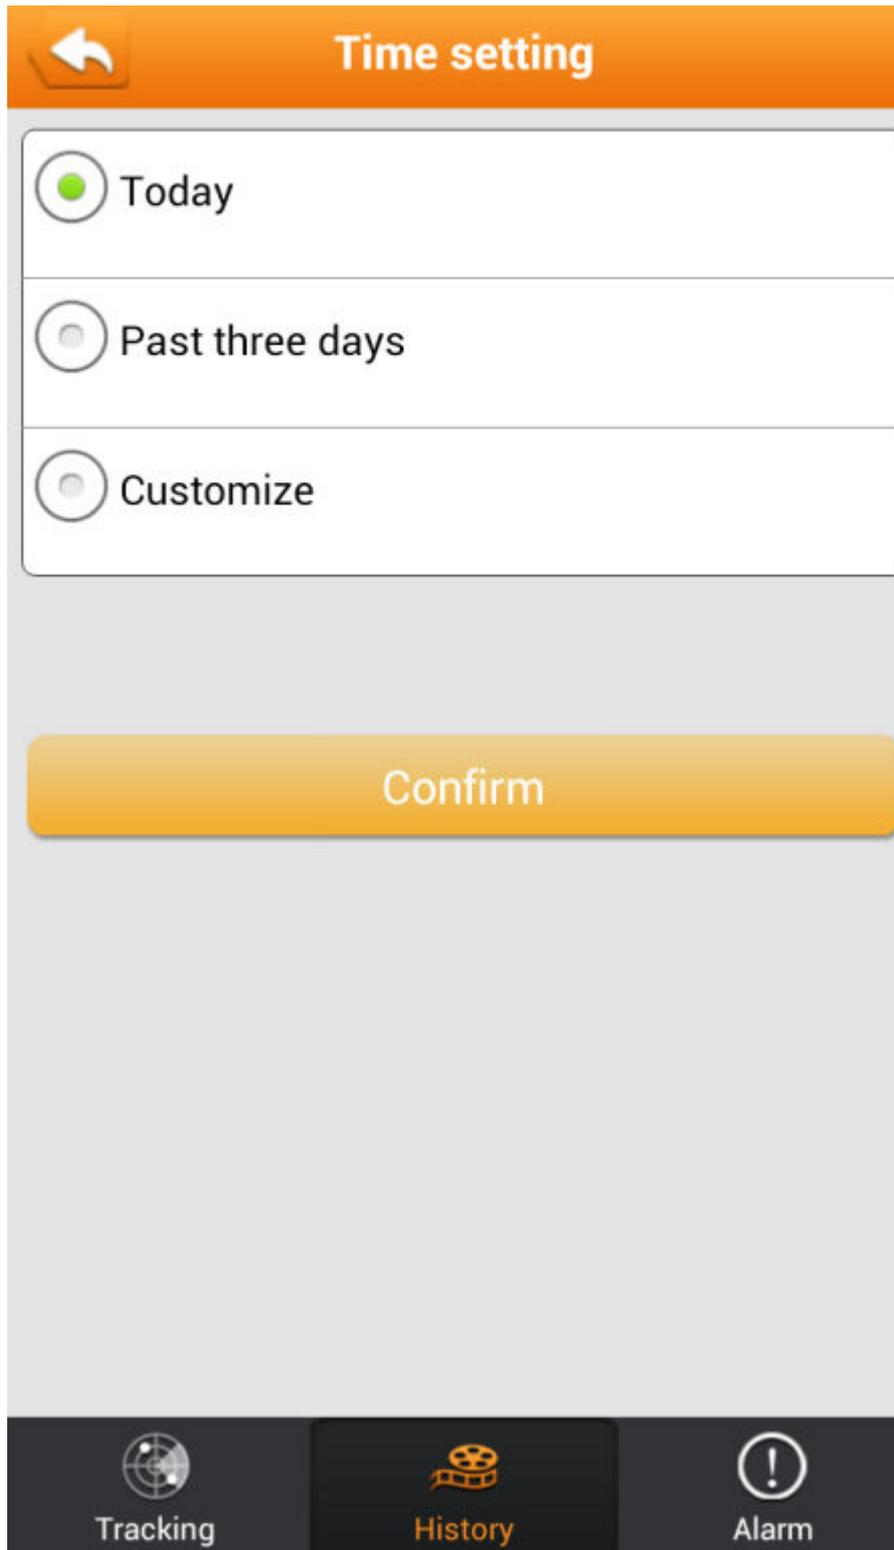 Time setting
Today
Past three days
Customize
Confirm
Tracking
History
Alarm